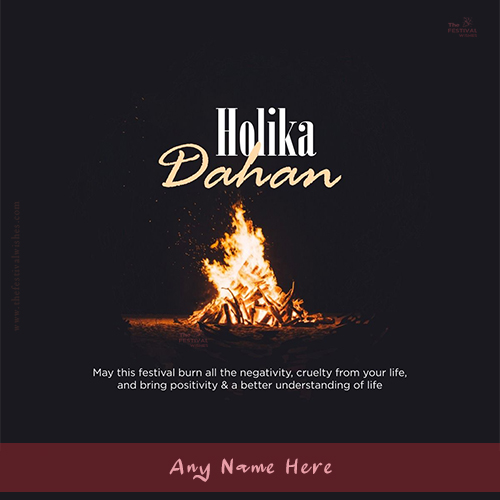 The
FESTIVAL
Holika
Dahan
www.thefestivalwishes.com
May this festival burn all the negativity, cruelty from your life,
and bring positivity & a better understanding of life
Any Name Here